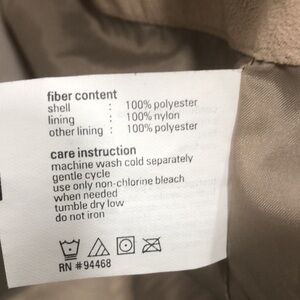 fiber content
shell : 100% polyester
lining : 100% nylon
other lining : 100% polyester
care instruction
machine wash cold separately
gentle cycle
use only non-chlorine bleach
when needed
tumble dry low
do not iron
RN #94468